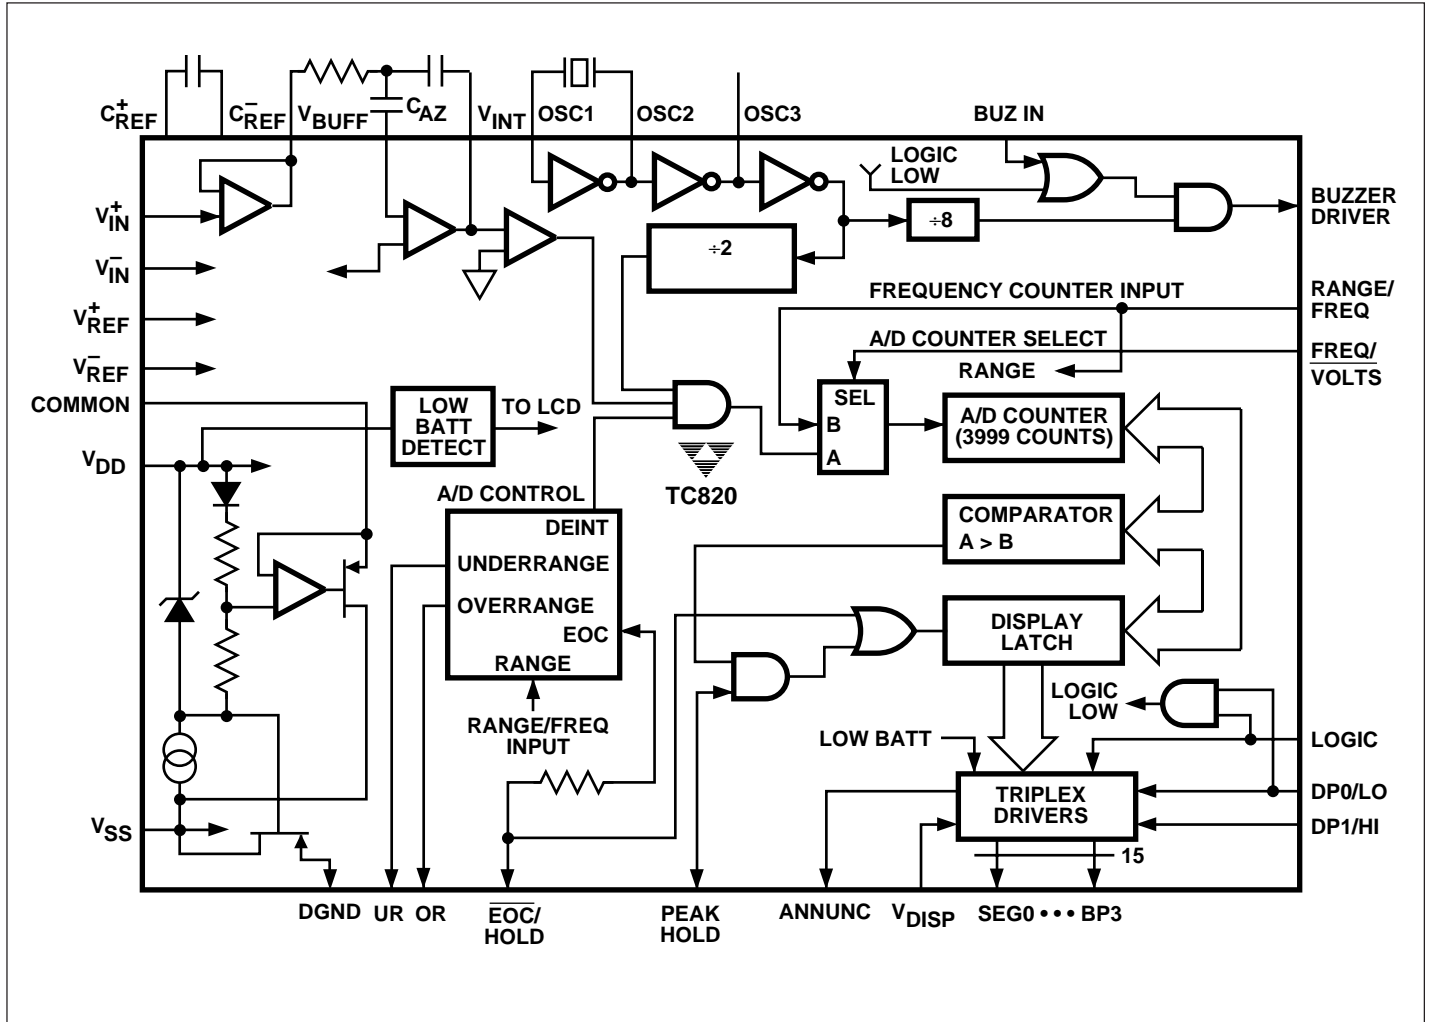 C+REF
C−REF
VBUFF
CAZ
VINT
OSC1
OSC2
OSC3
BUZ IN
LOGIC
LOW
BUZZER
DRIVER
÷8
÷2
V+IN
V−IN
V+REF
V−REF
COMMON
VDD
VSS
FREQUENCY COUNTER INPUT
RANGE/
FREQ
A/D COUNTER SELECT
RANGE
FREQ/
VOLTS
LOW
BATT
DETECT
TO LCD
SEL
B
A
A/D COUNTER
(3999 COUNTS)
TC820
A/D CONTROL
DEINT
UNDERRANGE
OVERRANGE
EOC
RANGE
RANGE/FREQ
INPUT
COMPARATOR
A > B
DISPLAY
LATCH
LOGIC
LOW
LOW BATT
LOGIC
TRIPLEX
DRIVERS
DP0/LO
DP1/HI
15
DGND
UR
OR
EOC/
HOLD
PEAK
HOLD
ANNUNC
VDISP
SEG0 • • • BP3